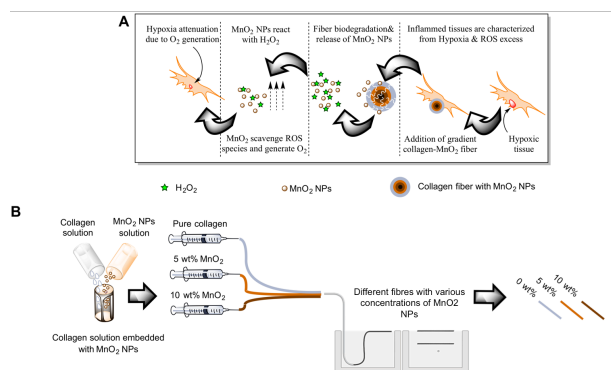 A
Hypoxia attenuation
due to O2 generation
MnO2 NPs react
with H2O2
Fiber biodegradation&
release of MnO2 NPs
Inflammed tissues are characterized
from Hypoxia & ROS excess
MnO2 scavenge ROS
species and generate O2
Addition of gradient
collagen-MnO2 fiber
Hypoxic
tissue
H2O2
MnO2 NPs
Collagen fiber with MnO2 NPs
B
Collagen
solution
MnO2 NPs
solution
Collagen solution embedded
with MnO2 NPs
Pure collagen
5 wt% MnO2
10 wt% MnO2
Different fibres with various
concentrations of MnO2
NPs
0 wt%
5 wt%
10 wt%